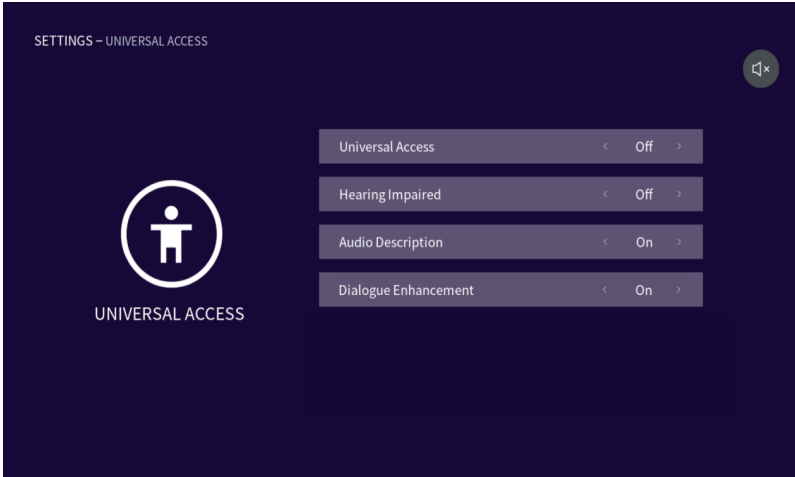 SETTINGS – UNIVERSAL ACCESS
Universal Access Off
Hearing Impaired Off
Audio Description On
Dialogue Enhancement On
UNIVERSAL ACCESS